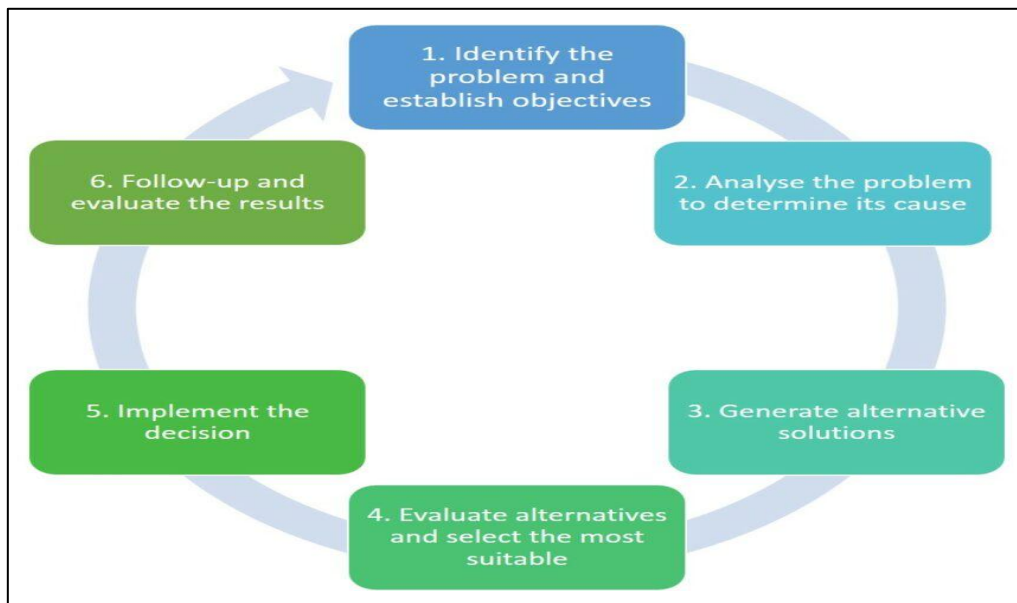 1. Identify the
problem and
establish objectives
2. Analyse the problem
to determine its cause
3. Generate alternative
solutions
4. Evaluate alternatives
and select the most
suitable
5. Implement the
decision
6. Follow-up and
evaluate the results